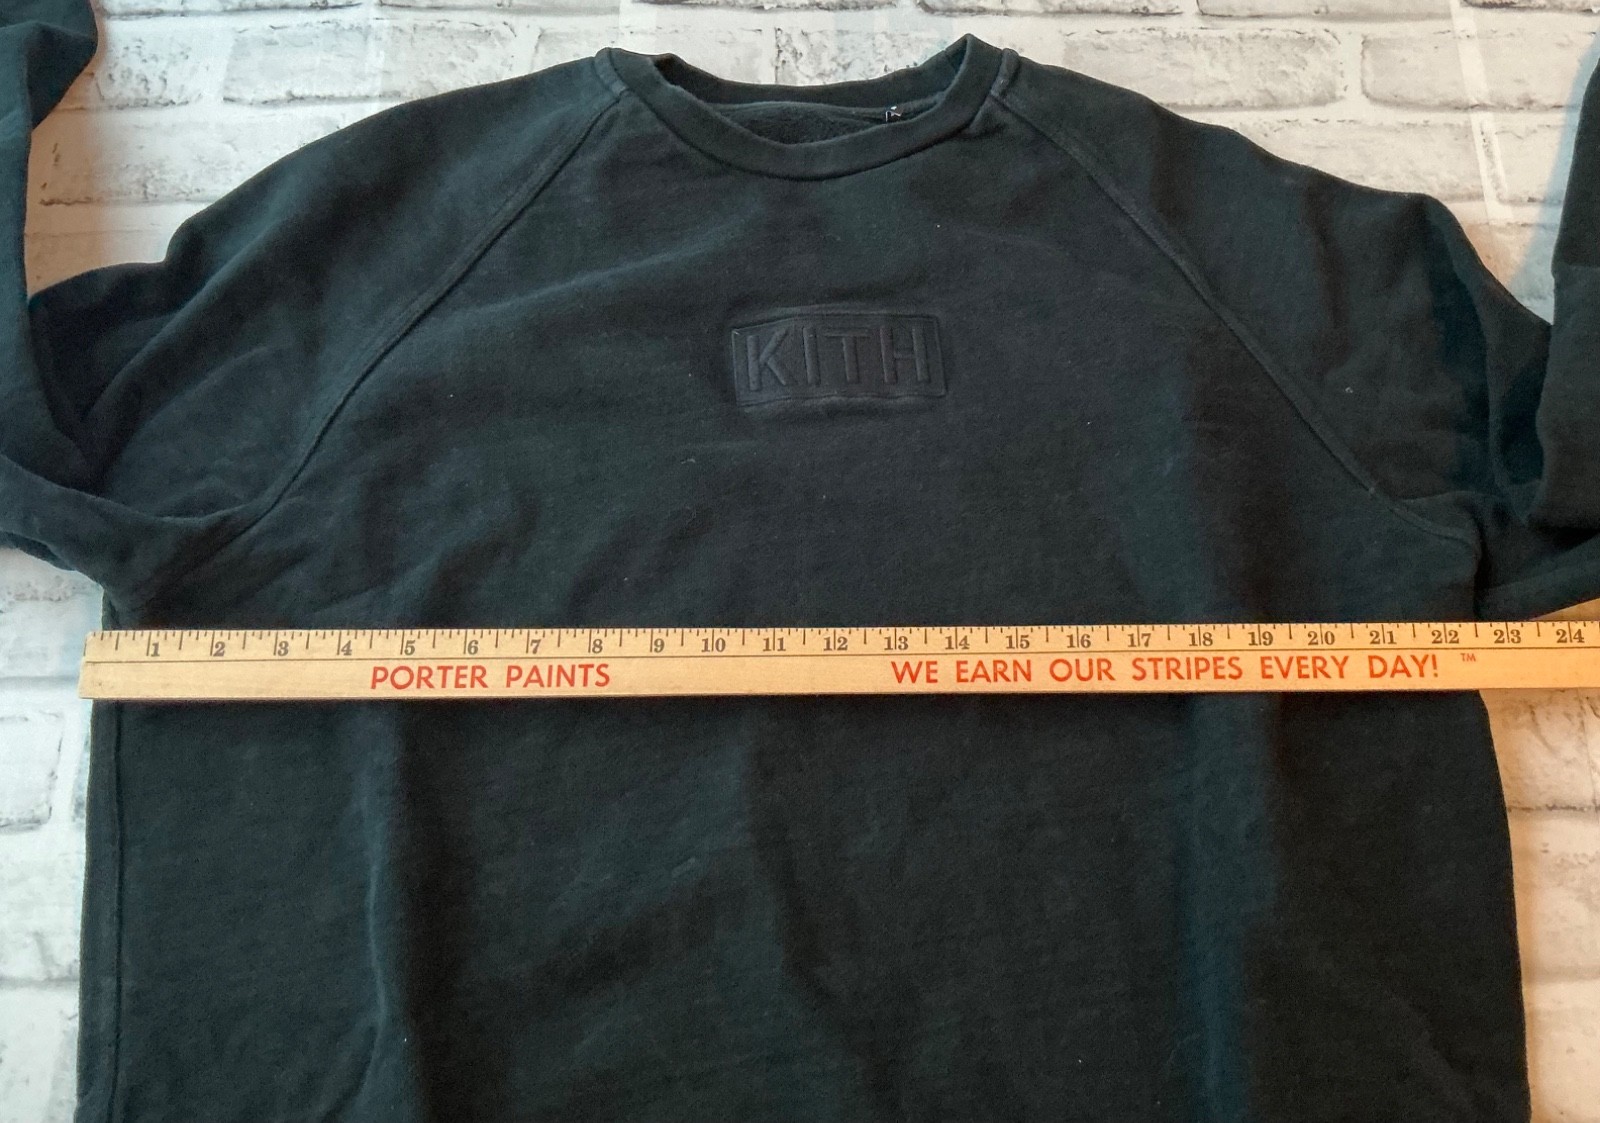 KITH
1 2 3 4 5 6 7 8 9 10 11 12 13 14 15 16 17 18 19 20 21 22 23 24
PORTER PAINTS WE EARN OUR STRIPES EVERY DAY! ™